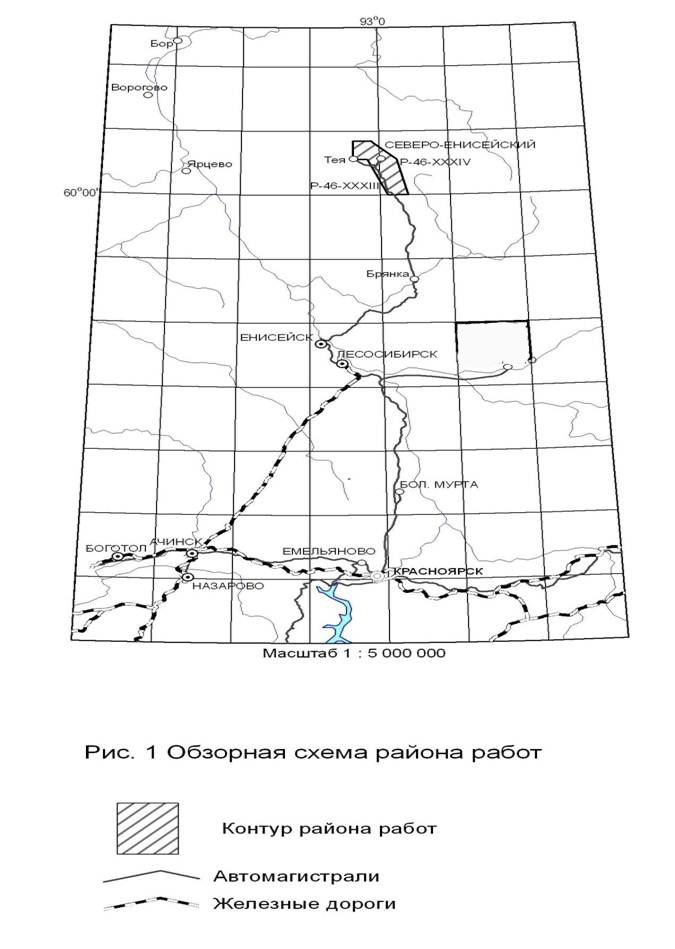 93°0
Бор
Ворогово
СЕВЕРО-ЕНИСЕЙСКИЙ
Тея
Р-46-XXXIV
Ярцево
Р-46-XXXIII
60°00'
Брянка
ЕНИСЕЙСК
ЛЕСОСИБИРСК
БОЛ. МУРТА
АЧИНСК
БОГОТОЛ
ЕМЕЛЬЯНОВО
КРАСНОЯРСК
НАЗАРОВО
Масштаб 1 : 5 000 000
Рис. 1 Обзорная схема района работ
Контур района работ
Автомагистрали
Железные дороги